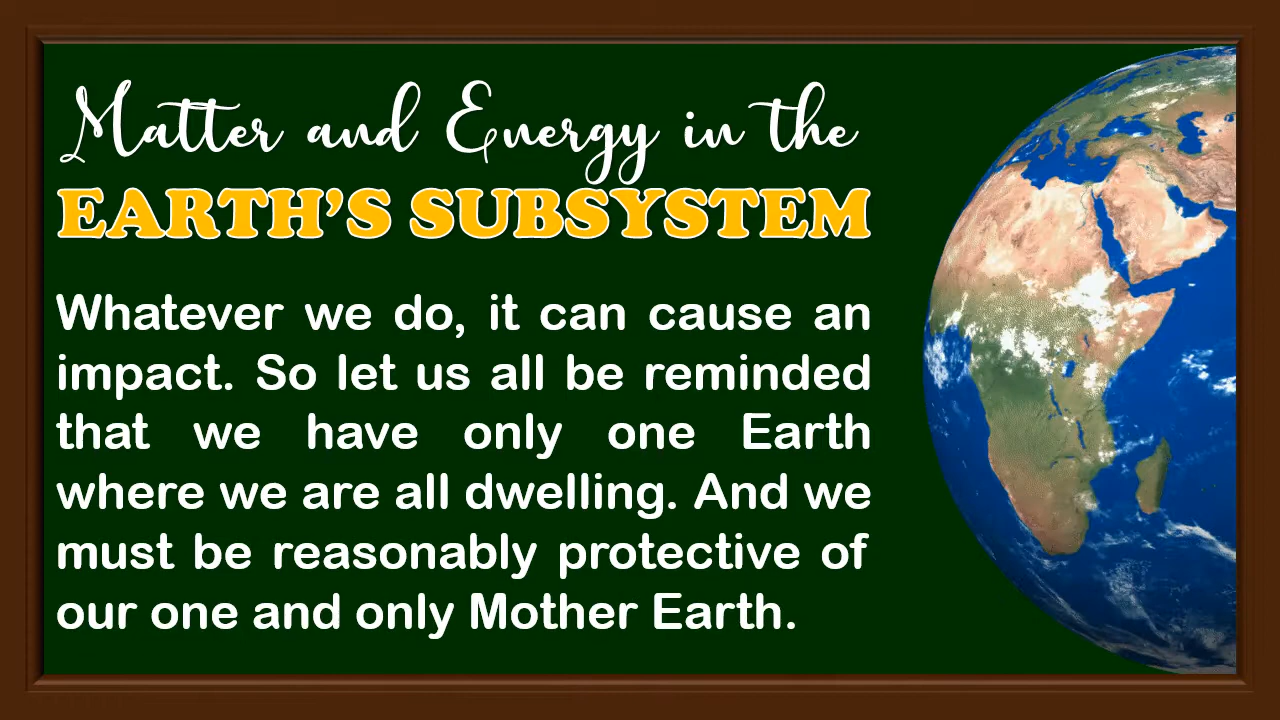 Matter and Energy in the
EARTH'S SUBSYSTEM
Whatever we do, it can cause an
impact. So let us all be reminded
that we have only one Earth
where we are all dwelling. And we
must be reasonably protective of
our one and only Mother Earth.